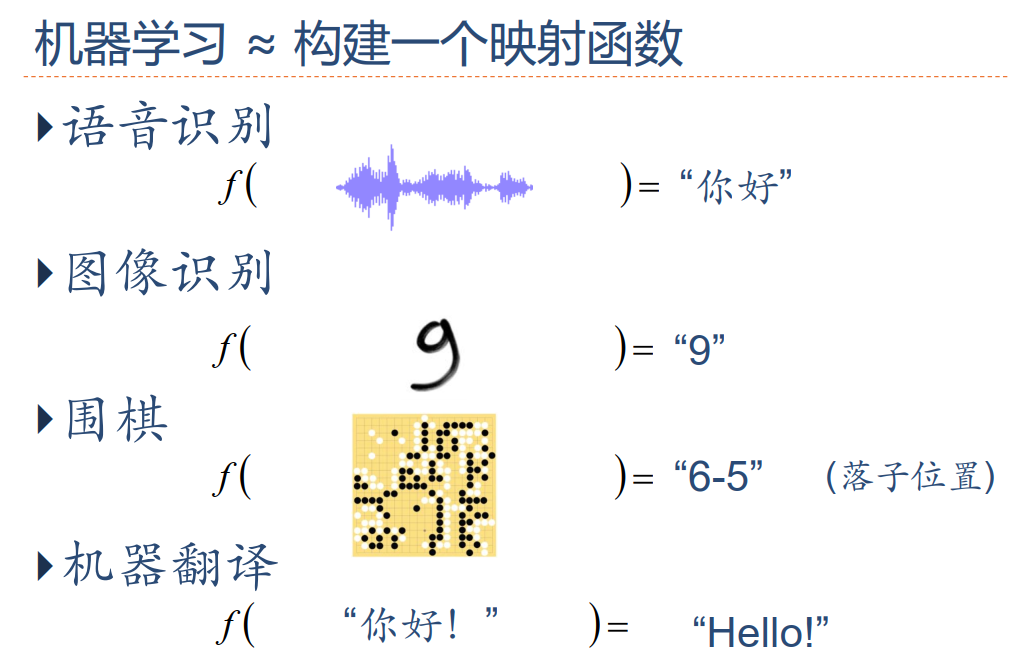 机器学习 ≈ 构建一个映射函数
语音识别
f( )= “你好”
图像识别
f( 9 )= “9”
围棋
f( )= “6-5” (落子位置)
机器翻译
f( “你好！” )= “Hello!”